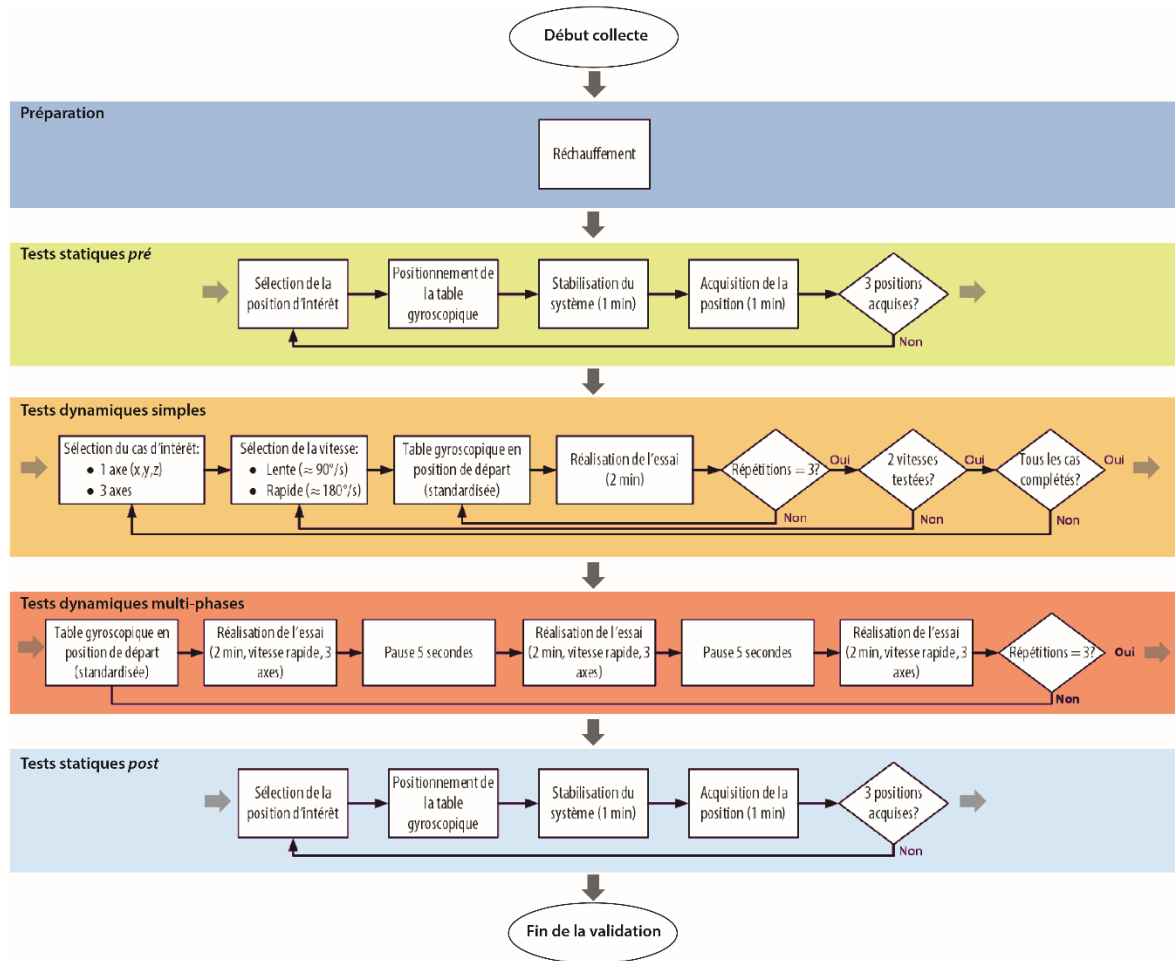 Début collecte
Préparation
Réchauffement
Tests statiques pré
Sélection de la
position d'intérêt
Positionnement de
la table
gyroscopique
Stabilisation du
système (1 min)
Acquisition de la
position (1 min)
3 positions
acquises?
Non
Tests dynamiques simples
Sélection du cas d'intérêt:
● 1 axe (x,y,z)
● 3 axes
Sélection de la vitesse:
● Lente (≈ 90°/s)
● Rapide (≈ 180°/s)
Table gyroscopique en
position de départ
(standardisée)
Réalisation de l'essai
(2 min)
Répétitions = 3?
Oui
Non
2 vitesses
testées?
Oui
Non
Tous les cas
complétés?
Oui
Non
Tests dynamiques multi-phases
Table gyroscopique en
position de départ
(standardisée)
Réalisation de l'essai
(2 min, vitesse rapide, 3
axes)
Pause 5 secondes
Réalisation de l'essai
(2 min, vitesse rapide, 3
axes)
Pause 5 secondes
Réalisation de l'essai
(2 min, vitesse rapide, 3
axes)
Répétitions = 3?
Oui
Non
Tests statiques post
Sélection de la
position d'intérêt
Positionnement de
la table
gyroscopique
Stabilisation du
système (1 min)
Acquisition de la
position (1 min)
3 positions
acquises?
Non
Fin de la validation